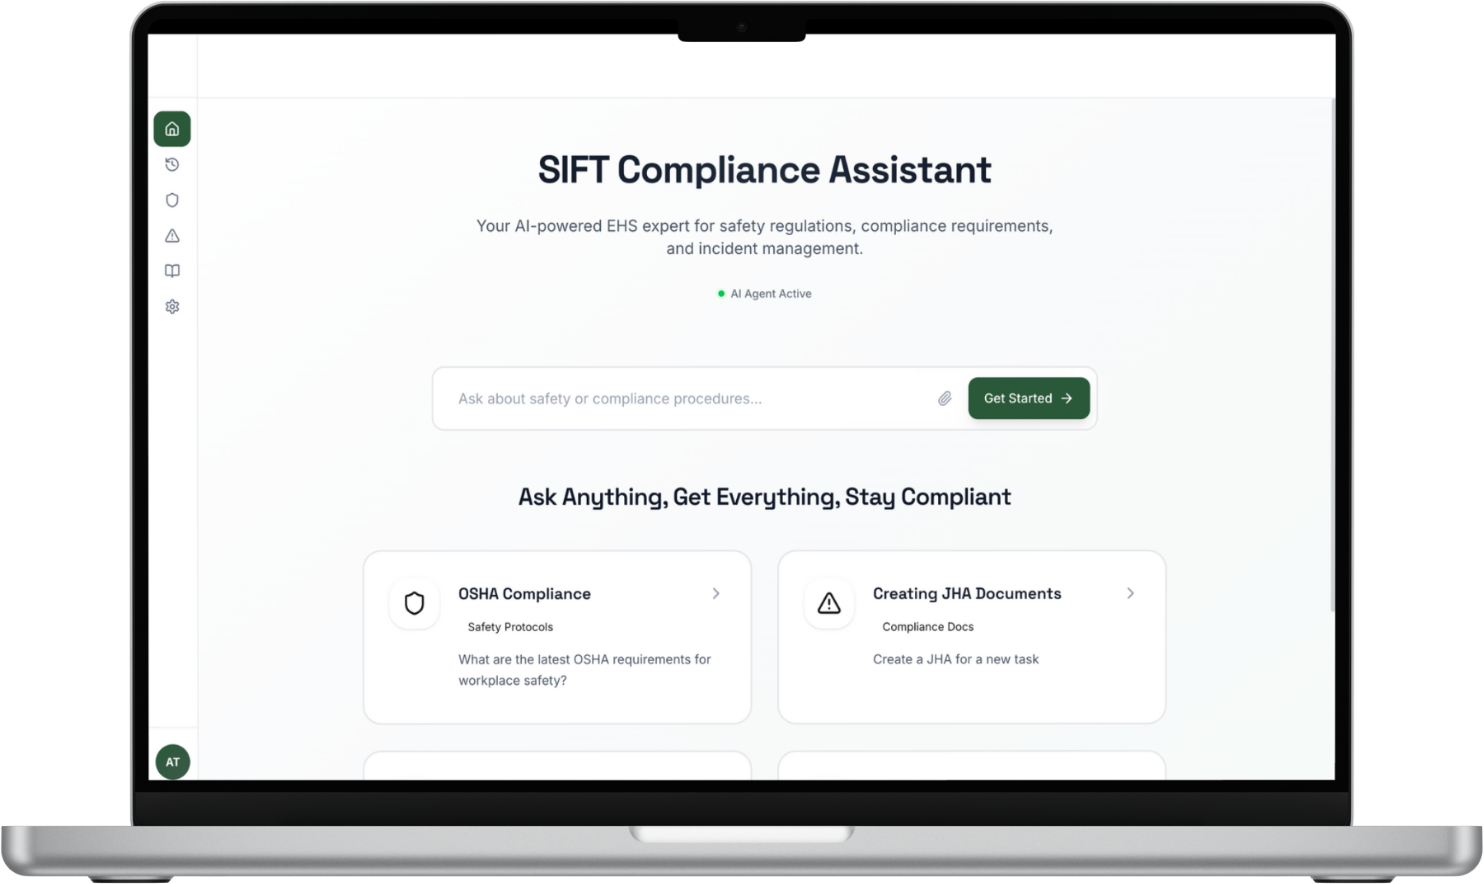 SIFT Compliance Assistant
Your AI-powered EHS expert for safety regulations, compliance requirements,
and incident management.
AI Agent Active
Ask about safety or compliance procedures...
Get Started
Ask Anything, Get Everything, Stay Compliant
OSHA Compliance
Safety Protocols
What are the latest OSHA requirements for
workplace safety?
Creating JHA Documents
Compliance Docs
Create a JHA for a new task
AT